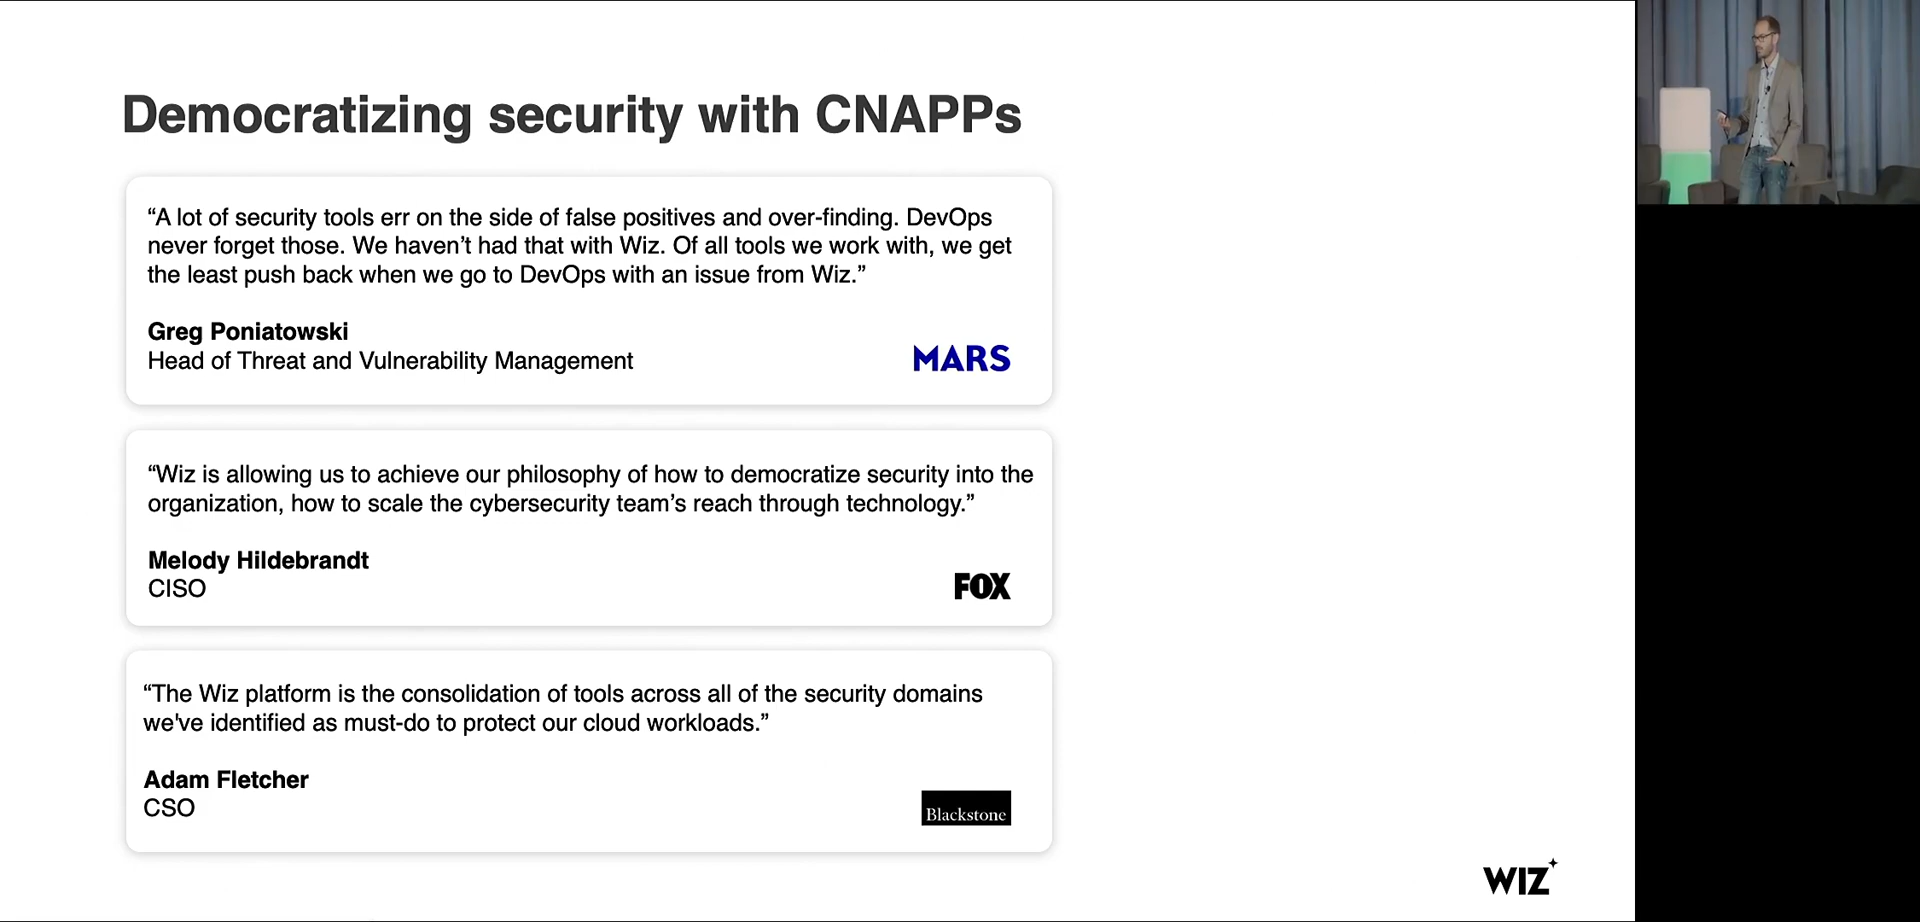 Democratizing security with CNAPPs
“A lot of security tools err on the side of false positives and over-finding. DevOps
never forget those. We haven’t had that with Wiz. Of all tools we work with, we get
the least push back when we go to DevOps with an issue from Wiz.”
Greg Poniatowski
Head of Threat and Vulnerability Management
MARS
“Wiz is allowing us to achieve our philosophy of how to democratize security into the
organization, how to scale the cybersecurity team’s reach through technology.”
Melody Hildebrandt
CISO
FOX
“The Wiz platform is the consolidation of tools across all of the security domains
we've identified as must-do to protect our cloud workloads.”
Adam Fletcher
CSO
Blackstone
WIZ